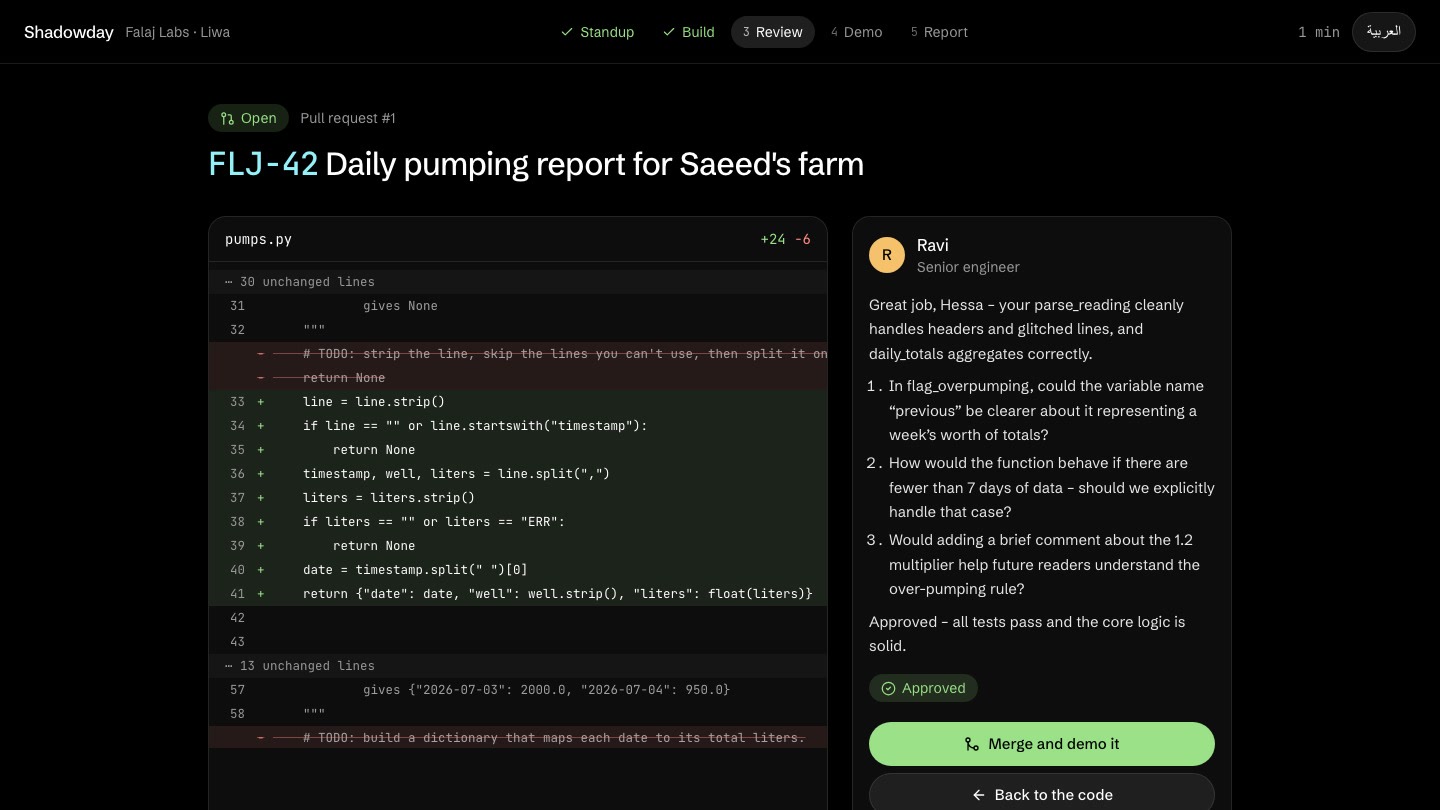 Shadowday Falaj Labs · Liwa
Standup
Build
3 Review
4 Demo
5 Report
1 min
العربية
Open
Pull request #1
FLJ-42 Daily pumping report for Saeed's farm
pumps.py +24 -6
⋯ 30 unchanged lines
31 gives None
32 """
- # TODO: strip the line, skip the lines you can't use, then split it on
- return None
33 + line = line.strip()
34 + if line == "" or line.startswith("timestamp"):
35 + return None
36 + timestamp, well, liters = line.split(",")
37 + liters = liters.strip()
38 + if liters == "" or liters == "ERR":
39 + return None
40 + date = timestamp.split(" ")[0]
41 + return {"date": date, "well": well.strip(), "liters": float(liters)}
42
43
⋯ 13 unchanged lines
57 gives {"2026-07-03": 2000.0, "2026-07-04": 950.0}
58 """
- # TODO: build a dictionary that maps each date to its total liters.
R
Ravi
Senior engineer
Great job, Hessa – your parse_reading cleanly
handles headers and glitched lines, and
daily_totals aggregates correctly.
1. In flag_overpumping, could the variable name
“previous” be clearer about it representing a
week’s worth of totals?
2. How would the function behave if there are
fewer than 7 days of data – should we explicitly
handle that case?
3. Would adding a brief comment about the 1.2
multiplier help future readers understand the
over-pumping rule?
Approved – all tests pass and the core logic is
solid.
Approved
Merge and demo it
Back to the code